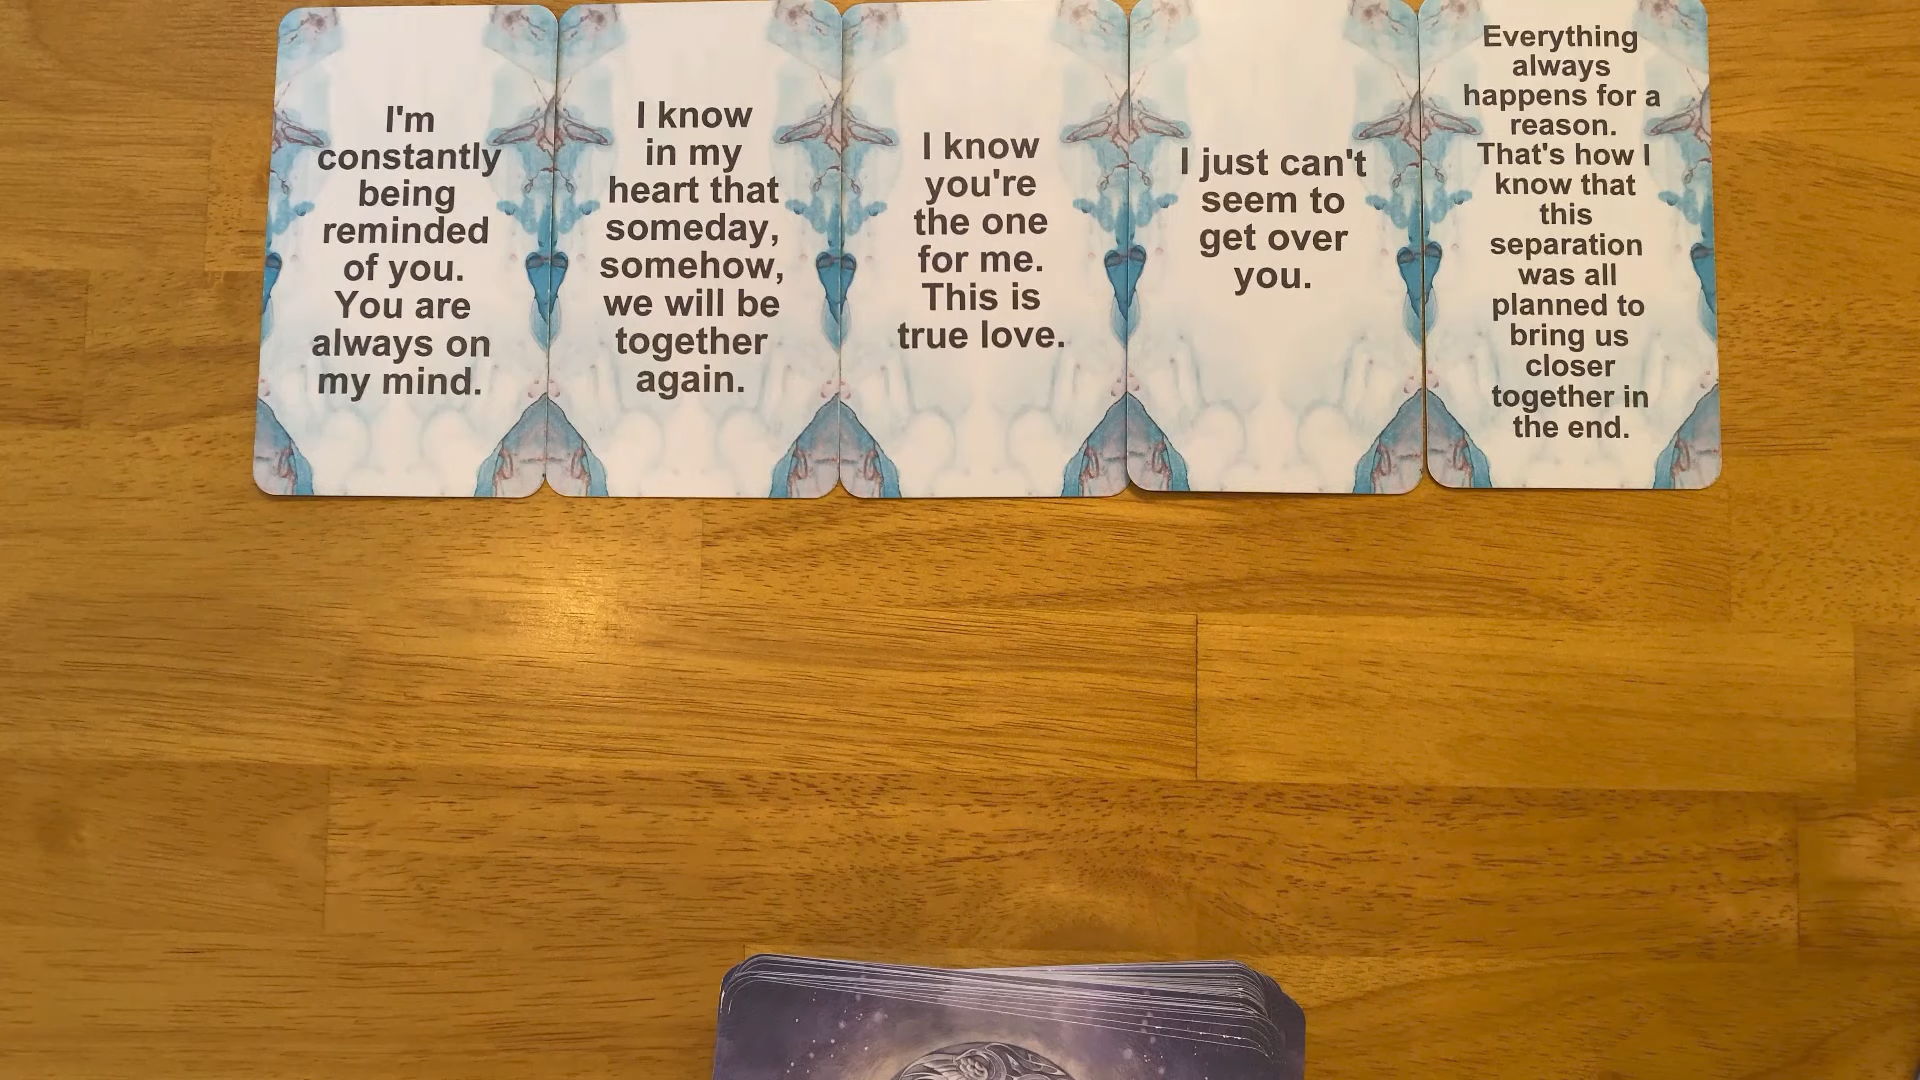 I'm
constantly
being
reminded
of you.
You are
always on
my mind.
I know
in my
heart that
someday,
somehow,
we will be
together
again.
I know
you're
the one
for me.
This is
true love.
I just can't
seem to
get over
you.
Everything
always
happens for a
reason.
That's how I
know that
this
separation
was all
planned to
bring us
closer
together in
the end.